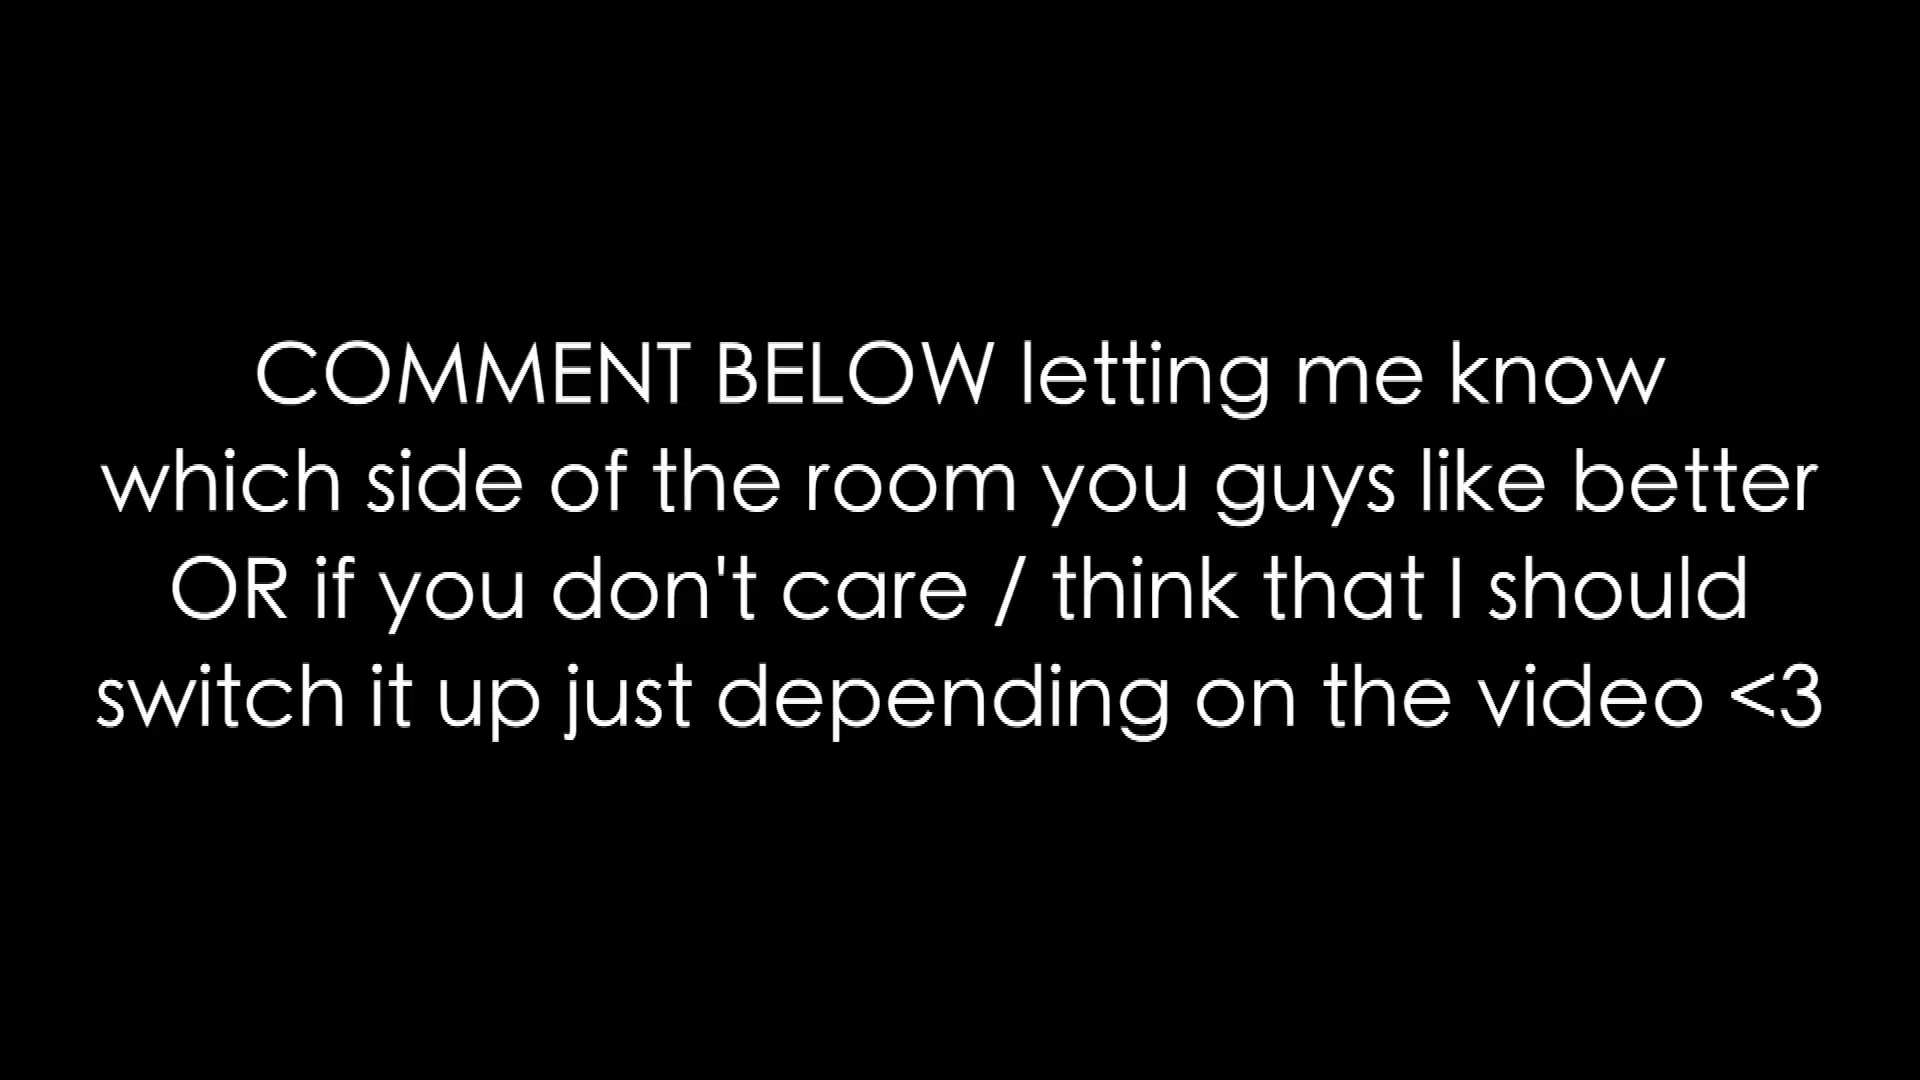 COMMENT BELOW letting me know
which side of the room you guys like better
OR if you don't care / think that I should
switch it up just depending on the video <3